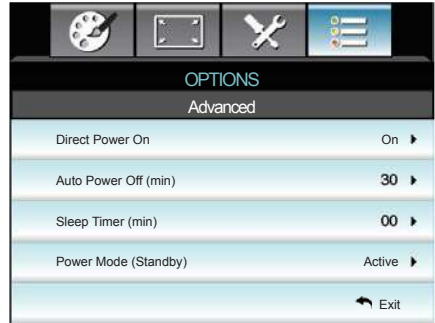 OPTIONS
Advanced
Direct Power On On
Auto Power Off (min) 30
Sleep Timer (min) 00
Power Mode (Standby) Active
Exit